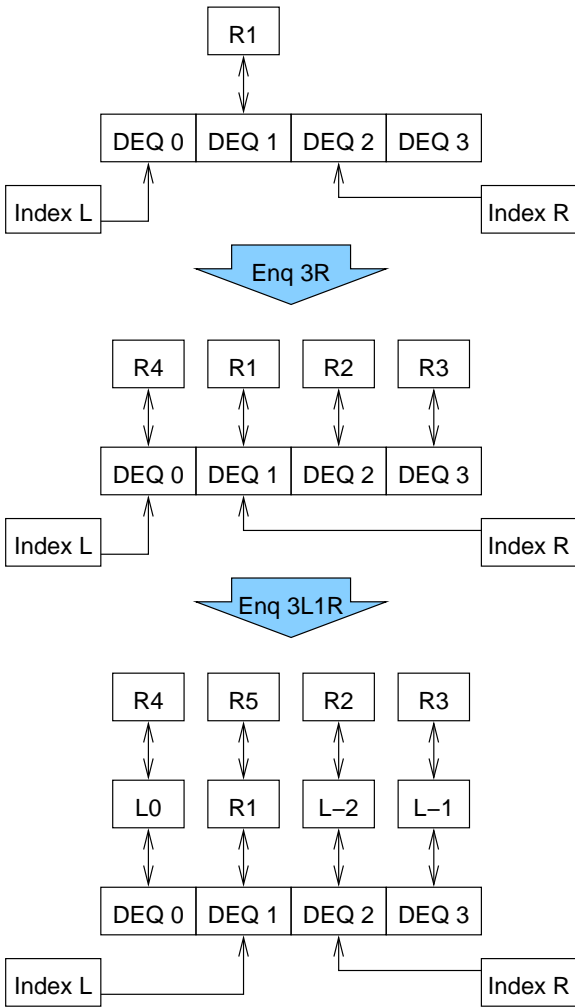 R1
DEQ 0 DEQ 1 DEQ 2 DEQ 3
Index L Index R
Enq 3R
R4 R1 R2 R3
DEQ 0 DEQ 1 DEQ 2 DEQ 3
Index L Index R
Enq 3L1R
R4 R5 R2 R3
L0 R1 L−2 L−1
DEQ 0 DEQ 1 DEQ 2 DEQ 3
Index L Index R